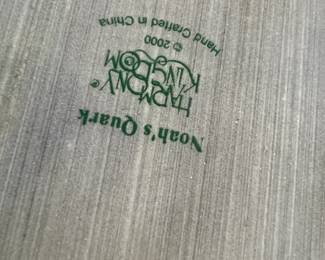 Noah's Quark
HARMONY®
KINGDOM
© 2000
Hand Crafted in China